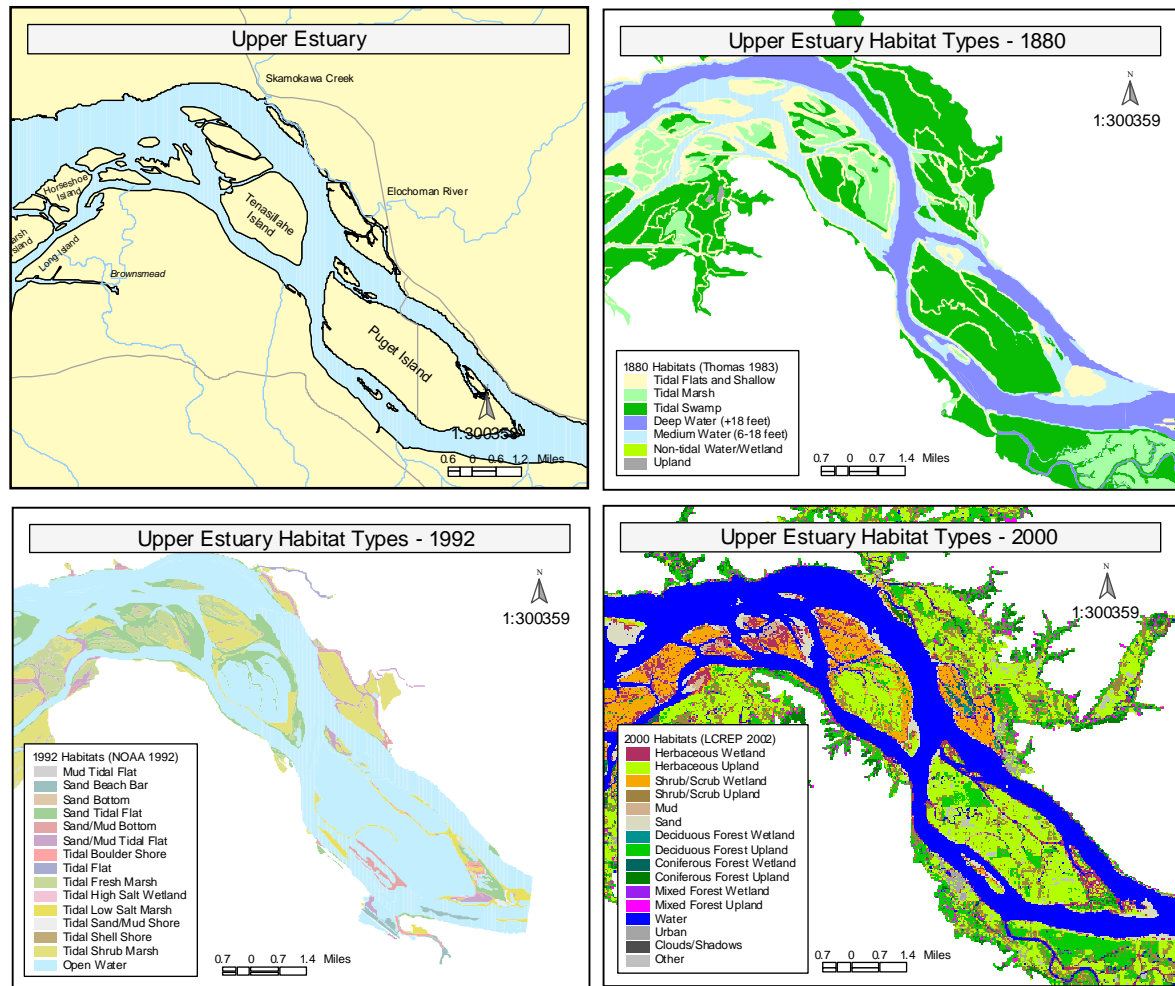 Upper Estuary
Skamokawa Creek
Elochoman River
Horseshoe
Island
Tenasillahe
Island
Marsh
Island
Long Island
Brownsmead
Puget Island
1:300359
0.6 0 0.6 1.2 Miles
Upper Estuary Habitat Types - 1880
N
1:300359
1880 Habitats (Thomas 1983)
Tidal Flats and Shallow
Tidal Marsh
Tidal Swamp
Deep Water (+18 feet)
Medium Water (6-18 feet)
Non-tidal Water/Wetland
Upland
0.7 0 0.7 1.4 Miles
Upper Estuary Habitat Types - 1992
N
1:300359
1992 Habitats (NOAA 1992)
Mud Tidal Flat
Sand Beach Bar
Sand Bottom
Sand Tidal Flat
Sand/Mud Bottom
Sand/Mud Tidal Flat
Tidal Boulder Shore
Tidal Flat
Tidal Fresh Marsh
Tidal High Salt Wetland
Tidal Low Salt Marsh
Tidal Sand/Mud Shore
Tidal Shell Shore
Tidal Shrub Marsh
Open Water
0.7 0 0.7 1.4 Miles
Upper Estuary Habitat Types - 2000
N
1:300359
2000 Habitats (LCREP 2002)
Herbaceous Wetland
Herbaceous Upland
Shrub/Scrub Wetland
Shrub/Scrub Upland
Mud
Sand
Deciduous Forest Wetland
Deciduous Forest Upland
Coniferous Forest Wetland
Coniferous Forest Upland
Mixed Forest Wetland
Mixed Forest Upland
Water
Urban
Clouds/Shadows
Other
0.7 0 0.7 1.4 Miles